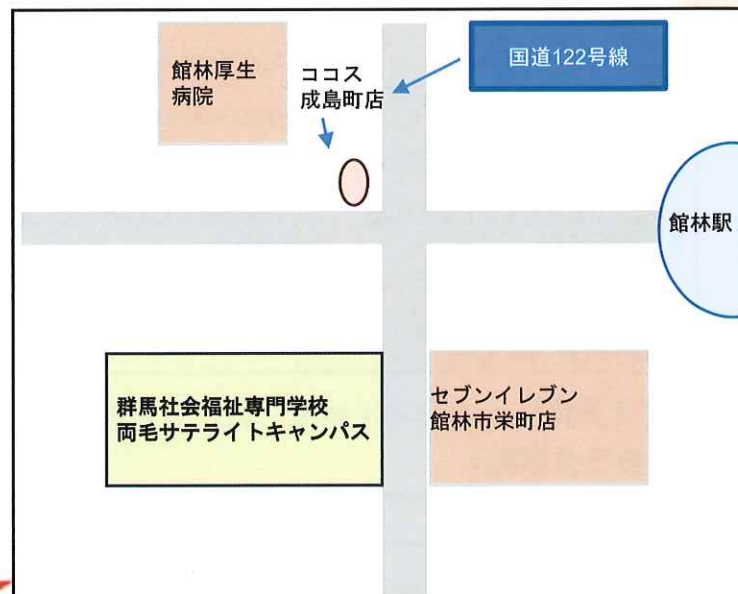 国道122号線
館林厚生
病院
ココス
成島町店
館林駅
群馬社会福祉専門学校
両毛サテライトキャンパス
セブンイレブン
館林市栄町店